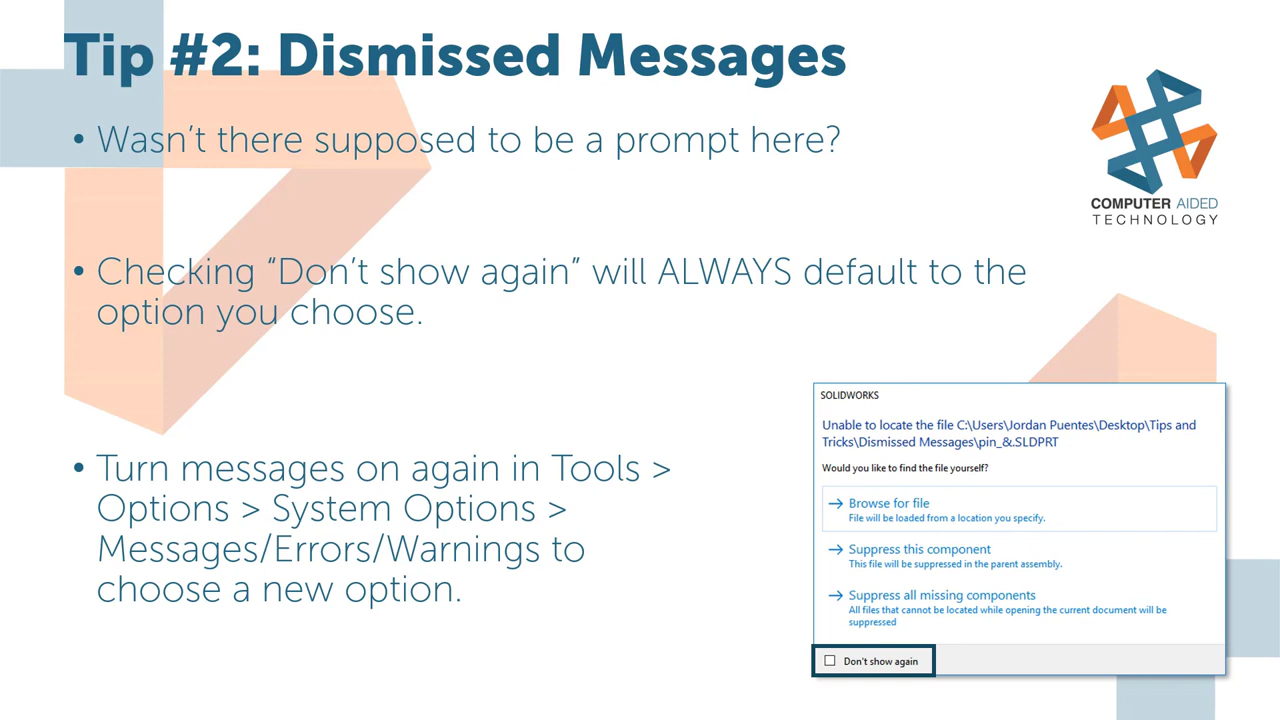 Tip #2: Dismissed Messages
• Wasn't there supposed to be a prompt here?
COMPUTER AIDED
TECHNOLOGY
• Checking “Don't show again” will ALWAYS default to the
option you choose.
• Turn messages on again in Tools >
Options > System Options >
Messages/Errors/Warnings to
choose a new option.
SOLIDWORKS
Unable to locate the file C:\Users\Jordan Puentes\Desktop\Tips and
Tricks\Dismissed Messages\pin_&.SLDPRT
Would you like to find the file yourself?
Browse for file
File will be loaded from a location you specify.
Suppress this component
This file will be suppressed in the parent assembly.
Suppress all missing components
All files that cannot be located while opening the current document will be
suppressed
Don't show again